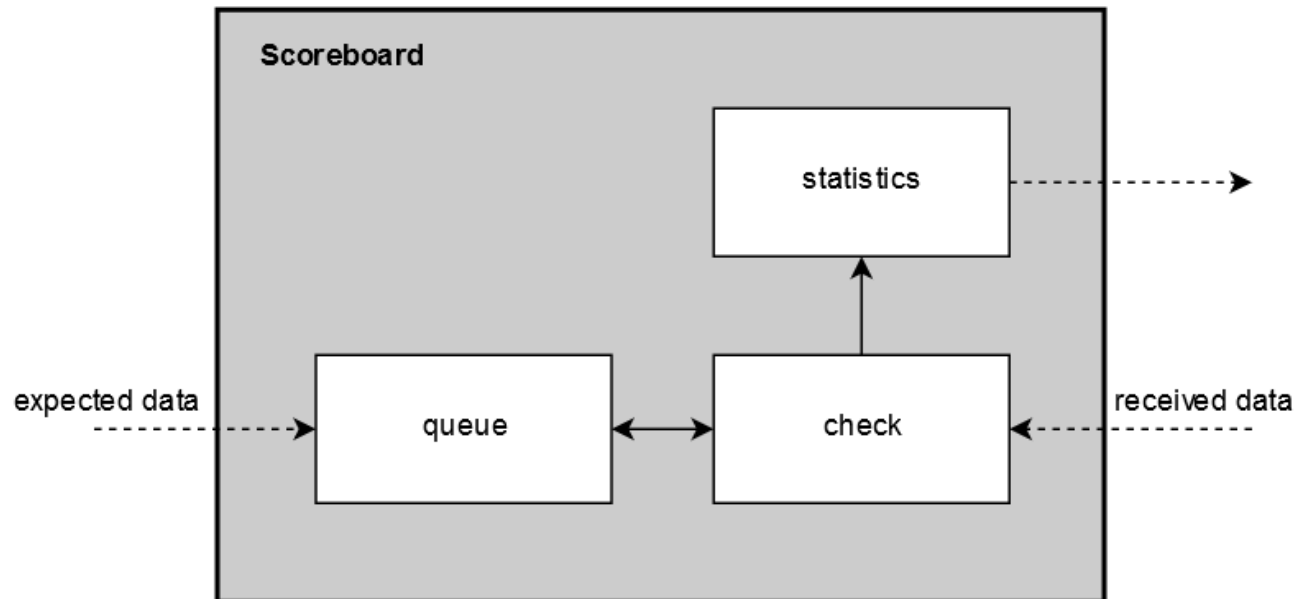 Scoreboard
statistics
expected data
queue
check
received data